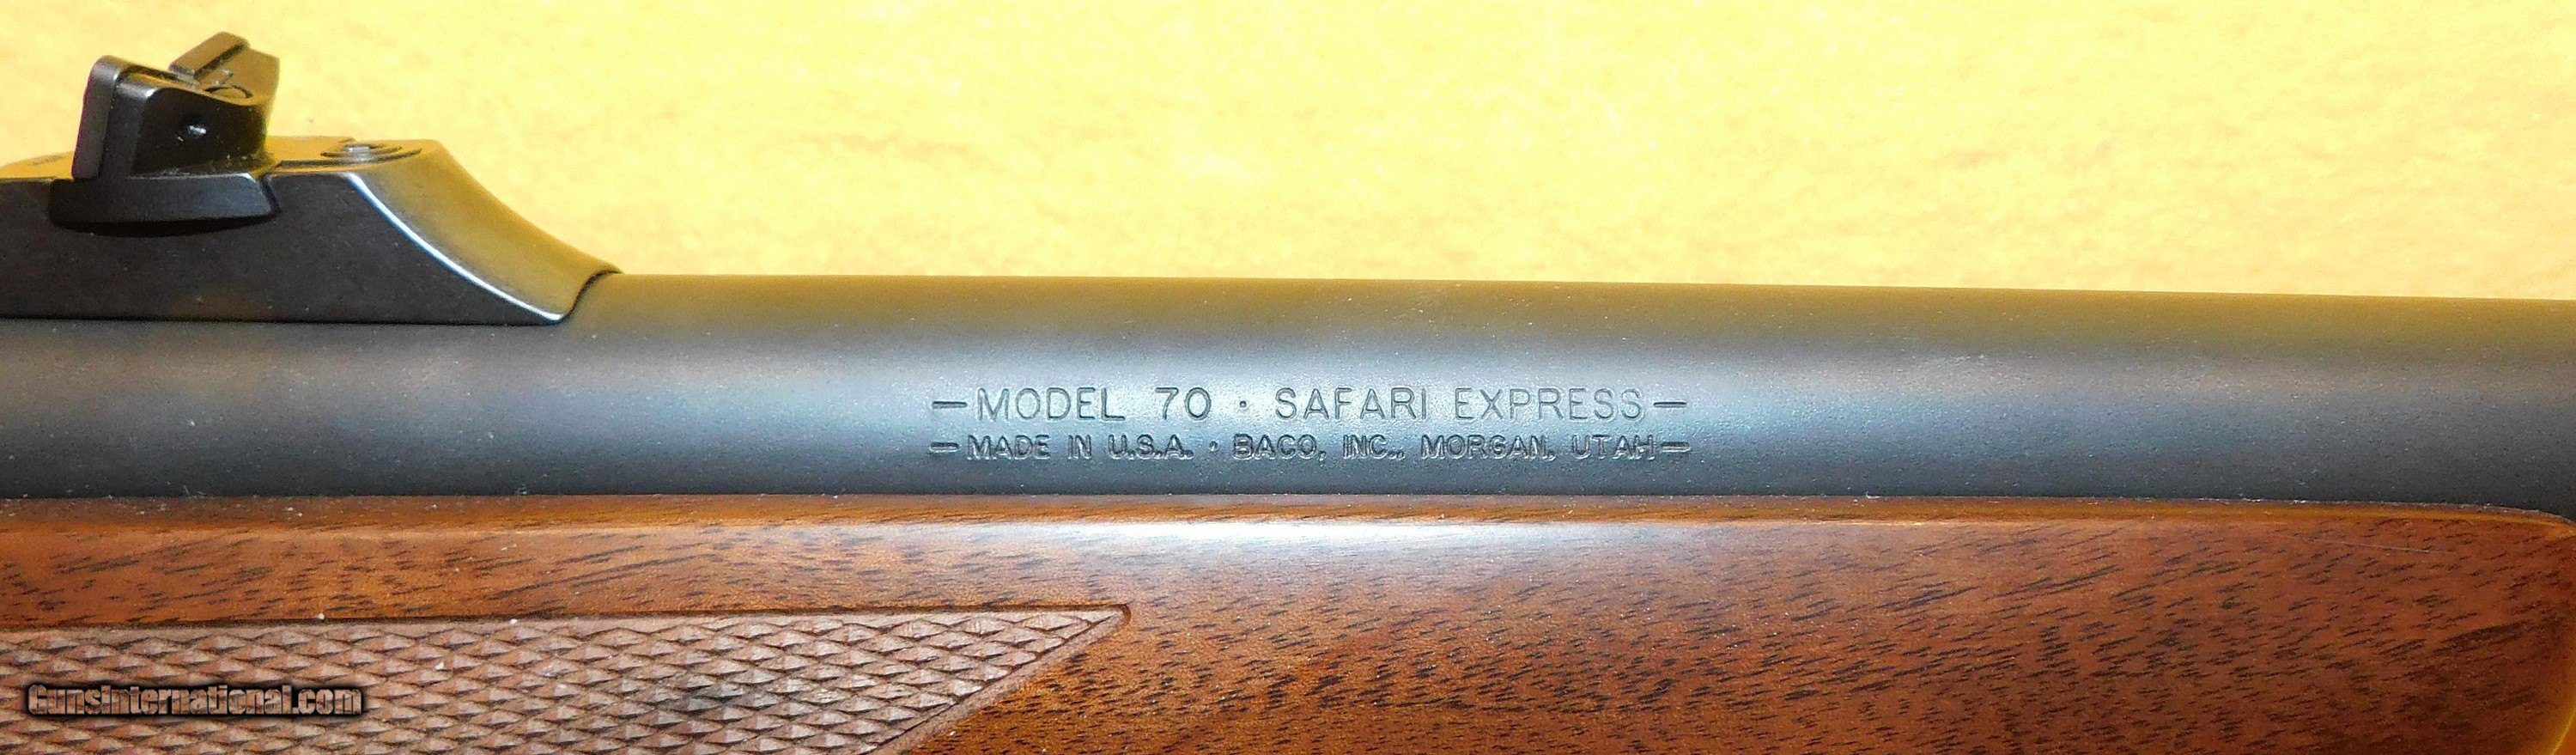 —MODEL 70 · SAFARI EXPRESS—
—MADE IN U.S.A. · BACO, INC., MORGAN, UTAH—
GunsInternational.com